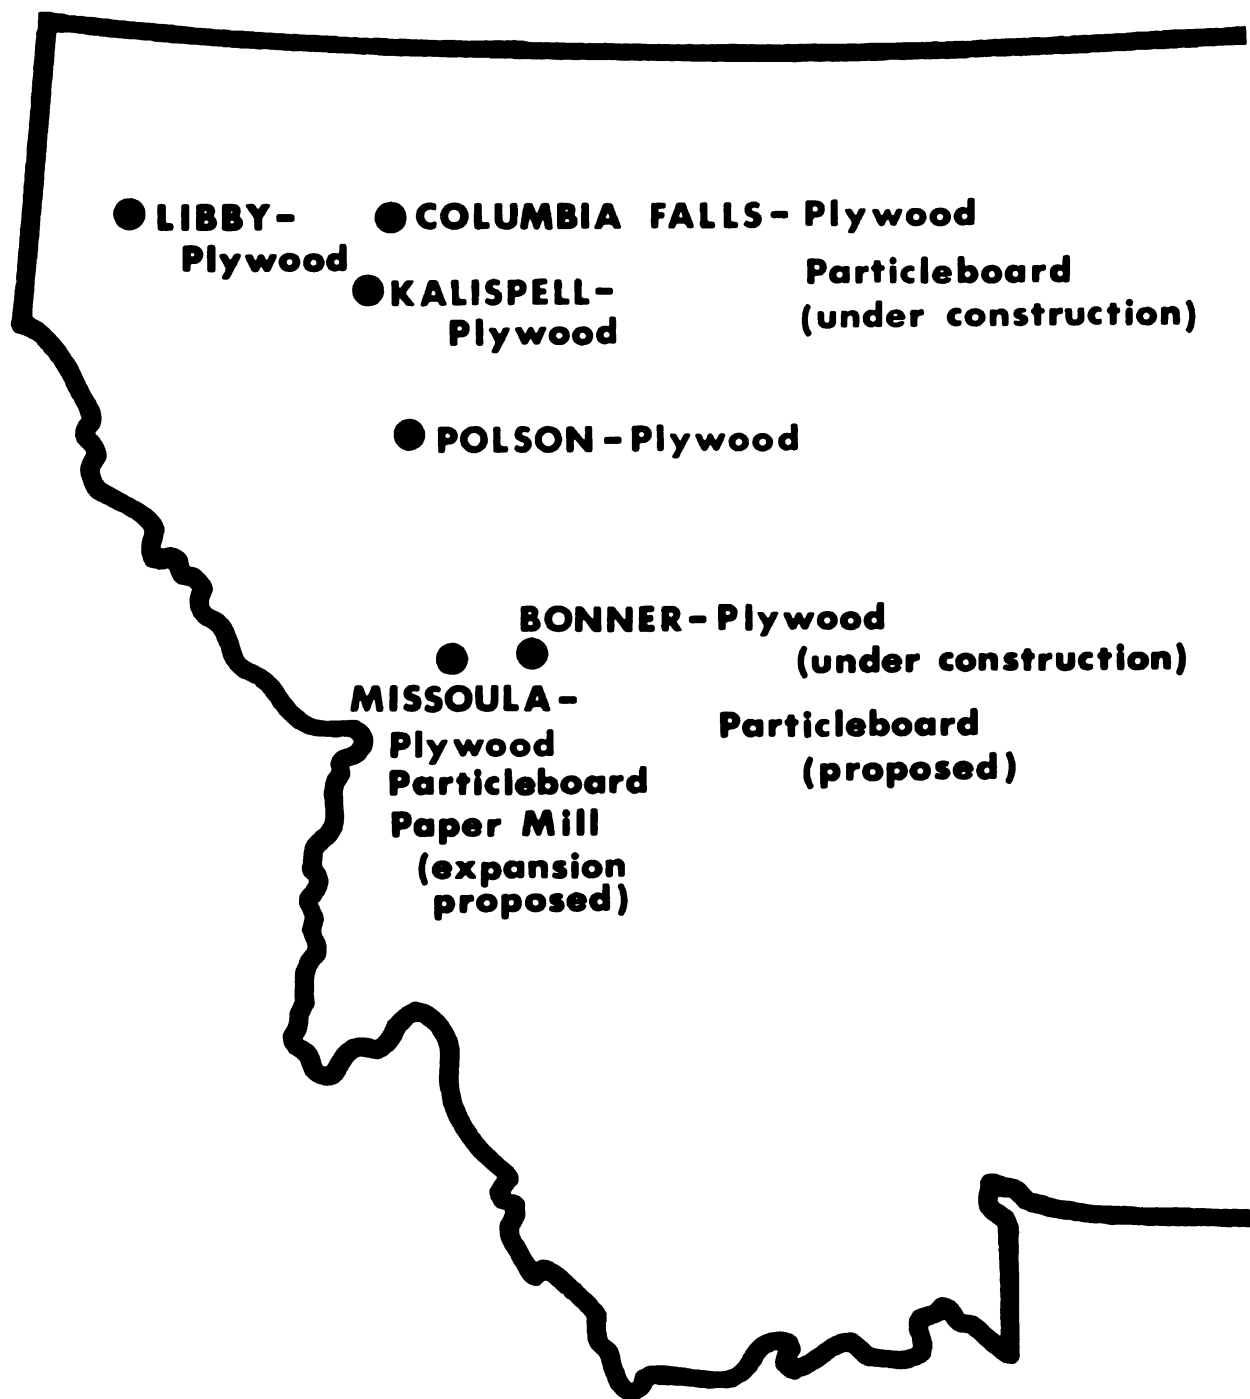 LIBBY-
Plywood
COLUMBIA FALLS- Plywood
Particleboard
(under construction)
KALISPELL-
Plywood
POLSON-Plywood
BONNER-Plywood
(under construction)
Particleboard
(proposed)
MISSOULA-
Plywood
Particleboard
Paper Mill
(expansion
proposed)